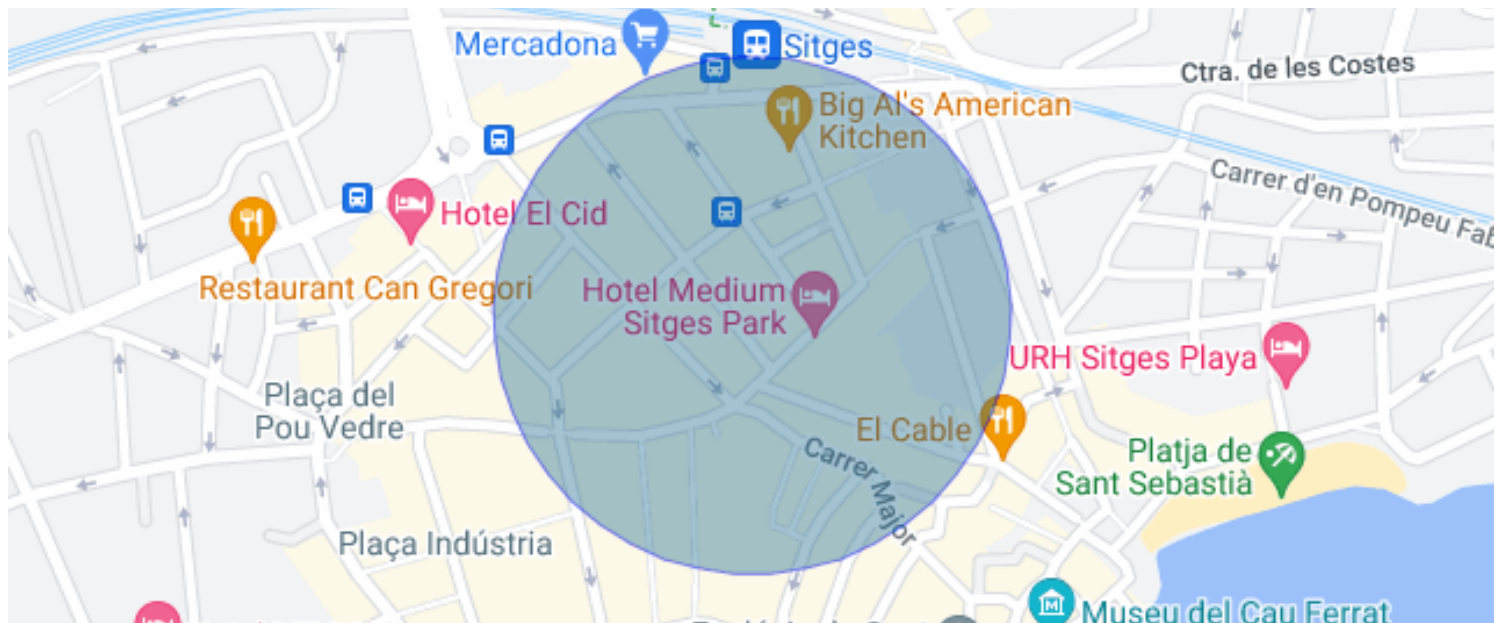 Mercadona
Sitges
Ctra. de les Costes
Big Al's American
Kitchen
Carrer d'en Pompeu Fab
Hotel El Cid
Restaurant Can Gregori
Hotel Medium
Sitges Park
URH Sitges Playa
Plaça del
Pou Vedre
El Cable
Carrer Major
Platja de
Sant Sebastià
Plaça Indústria
Museu del Cau Ferrat